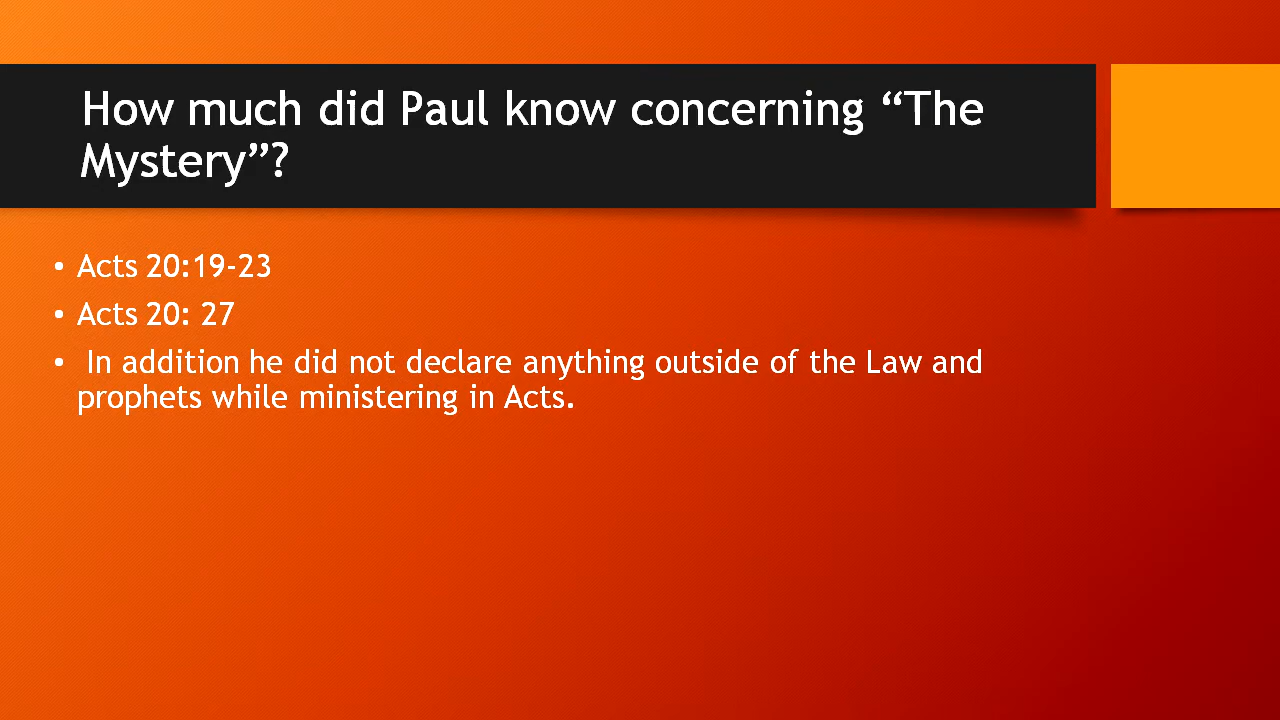 How much did Paul know concerning “The
Mystery”?
• Acts 20:19-23
• Acts 20: 27
• In addition he did not declare anything outside of the Law and
prophets while ministering in Acts.